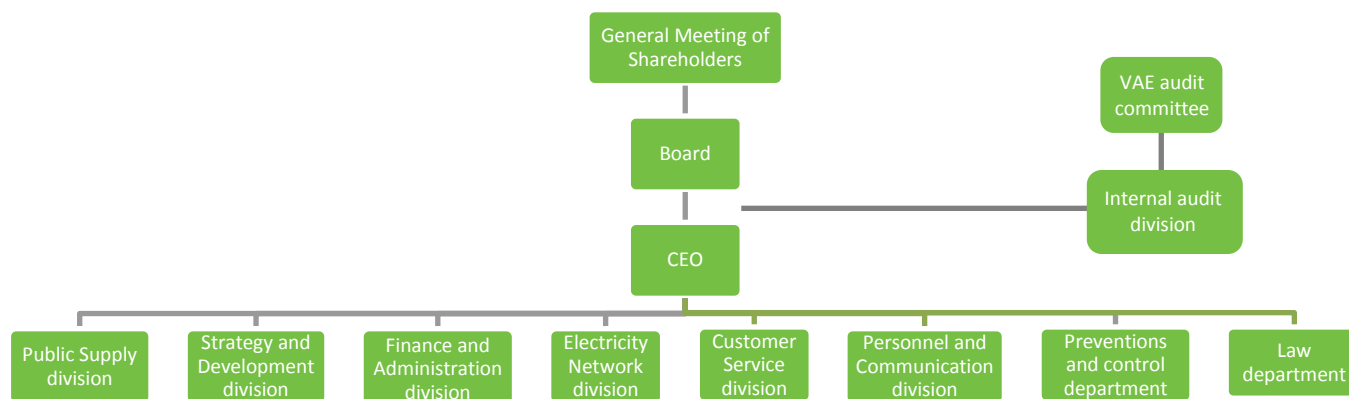 General Meeting of
Shareholders
VAE audit
committee
Board
Internal audit
division
CEO
Public Supply
division
Strategy and
Development
division
Finance and
Administration
division
Electricity
Network
division
Customer
Service
division
Personnel and
Communication
division
Preventions
and control
department
Law
department